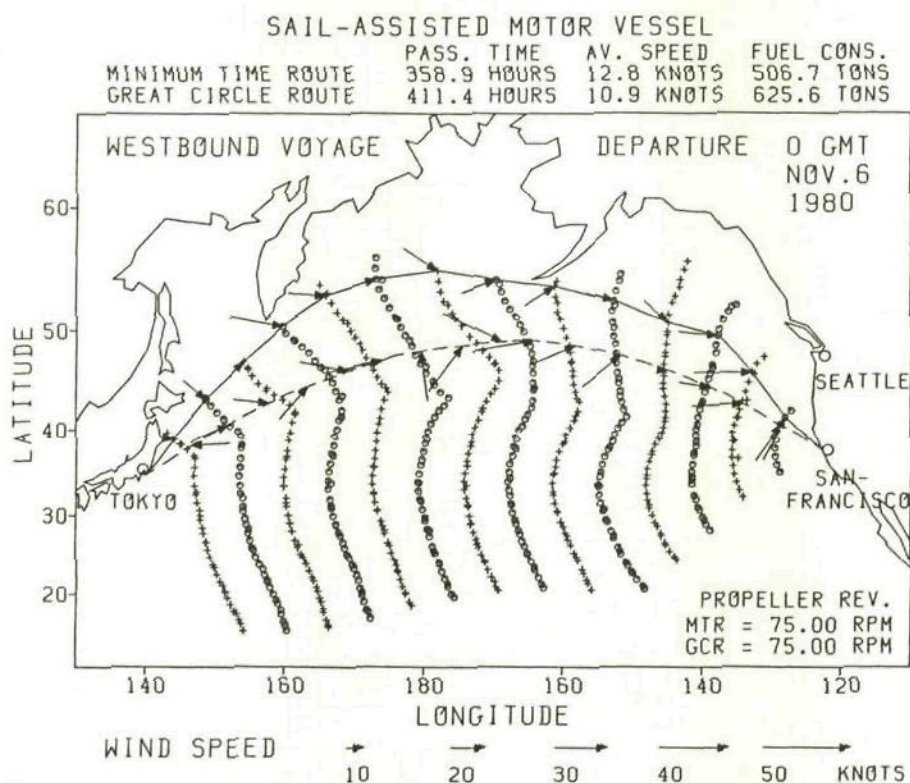 SAIL-ASSISTED MOTOR VESSEL
PASS. TIME AV. SPEED FUEL CONS.
MINIMUM TIME ROUTE 358.9 HOURS 12.8 KNOTS 506.7 TONS
GREAT CIRCLE ROUTE 411.4 HOURS 10.9 KNOTS 625.6 TONS
WESTBOUND VOYAGE DEPARTURE 0 GMT
NOV.6
1980
60
50
40
30
20
LATITUDE
SEATTLE
SAN-
FRANCISCO
TOKYO
PROPELLER REV.
MTR = 75.00 RPM
GCR = 75.00 RPM
140 160 180 160 140 120
LONGITUDE
WIND SPEED 10 20 30 40 50 KNOTS